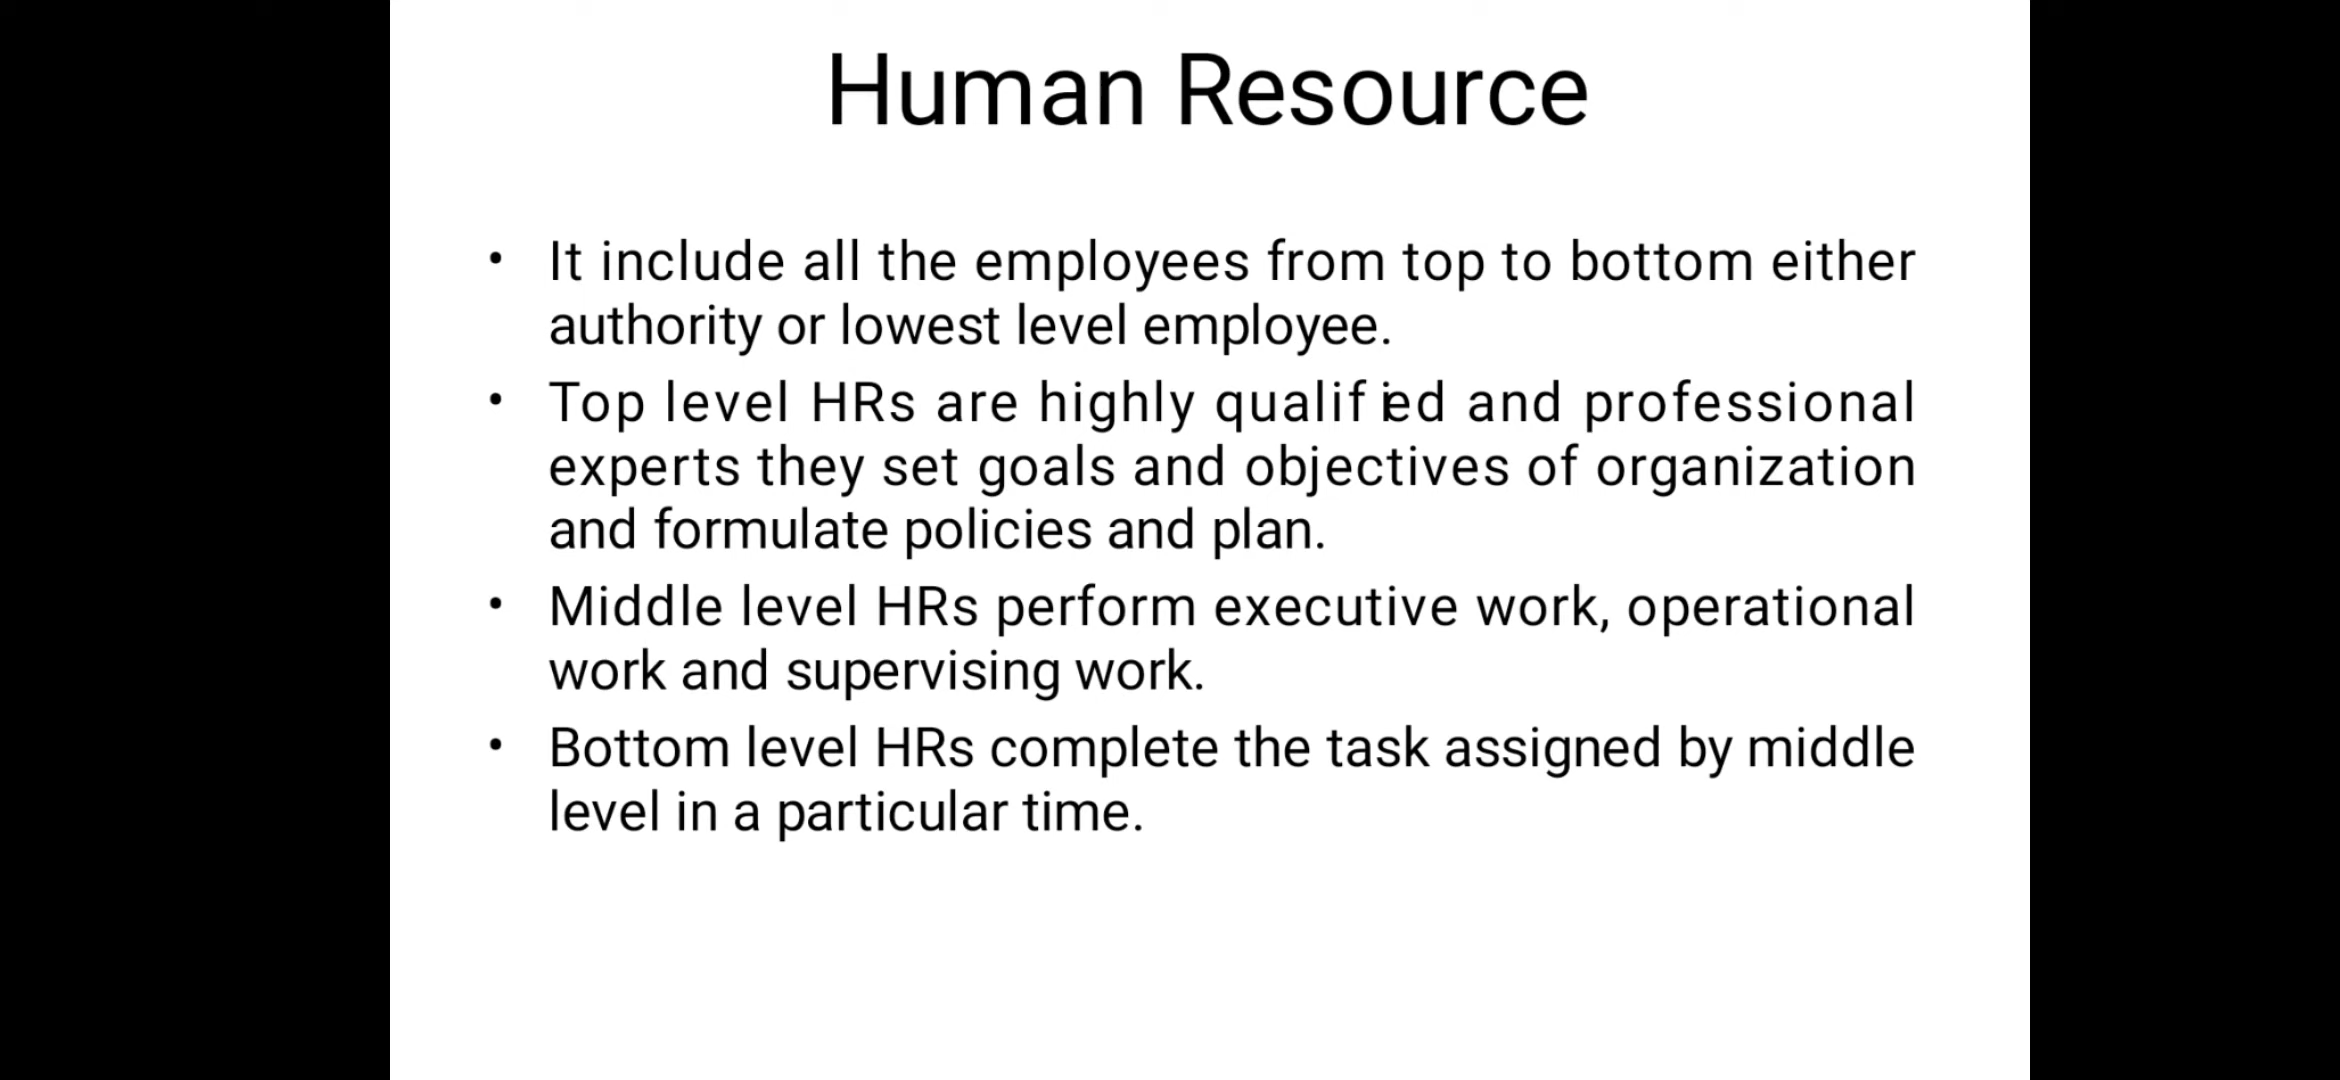 Human Resource
• It include all the employees from top to bottom either
authority or lowest level employee.
• Top level HRs are highly qualified and professional
experts they set goals and objectives of organization
and formulate policies and plan.
• Middle level HRs perform executive work, operational
work and supervising work.
• Bottom level HRs complete the task assigned by middle
level in a particular time.